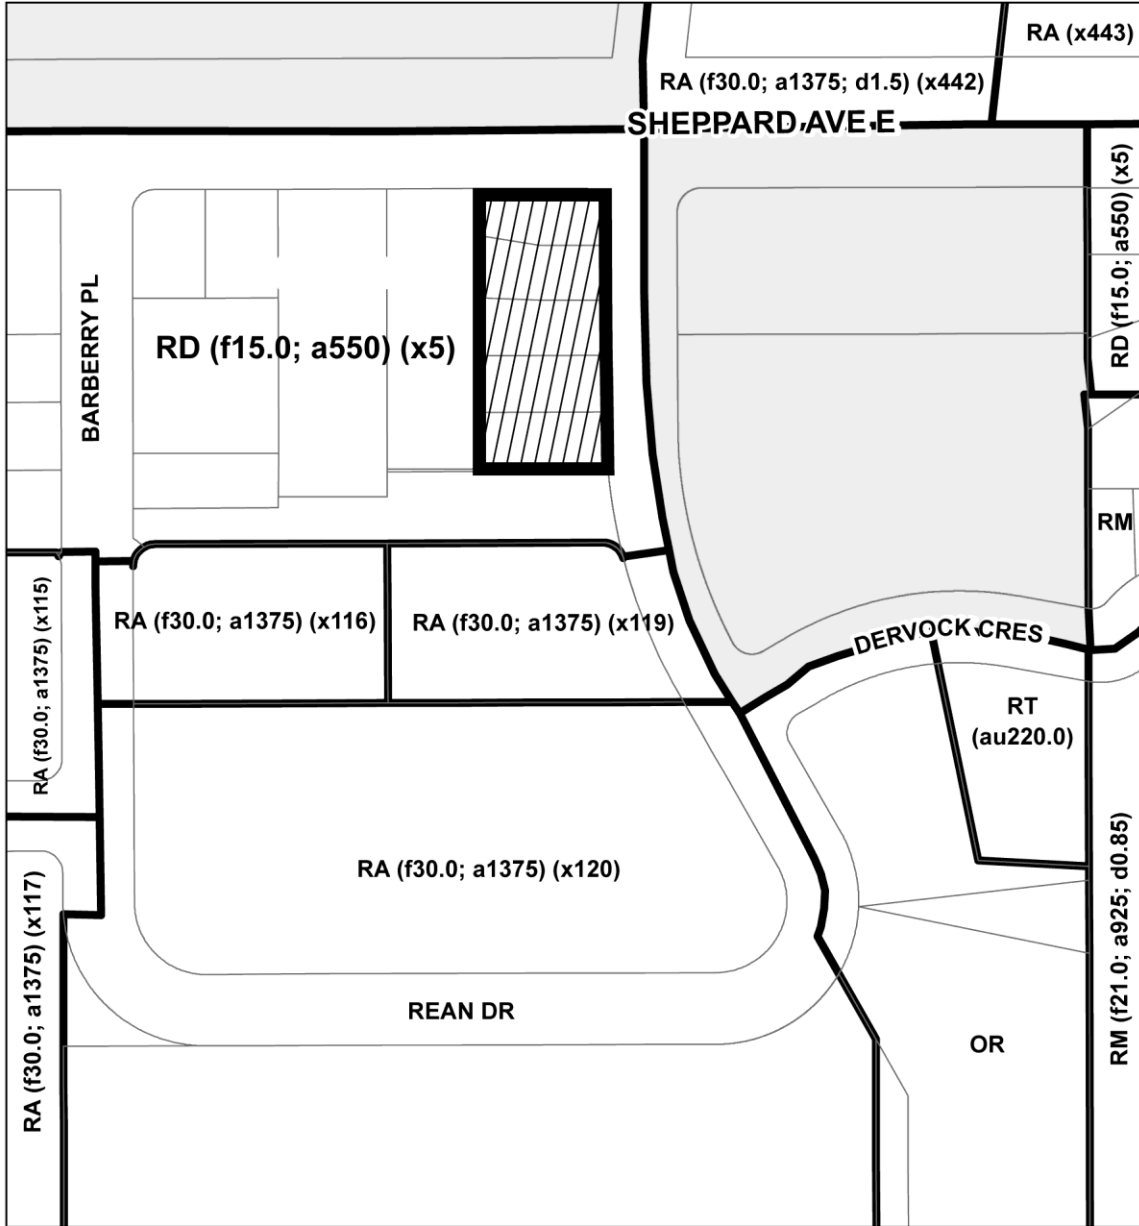 RA (x443)
RA (f30.0; a1375; d1.5) (x442)
SHEPPARD AVE E
RD (f15.0; a550) (x5)
BARBERRY PL
RD (f15.0; a550) (x5)
RM
RA (f30.0; a1375) (x115)
RA (f30.0; a1375) (x116)
RA (f30.0; a1375) (x119)
DERVOCK CRES
RT
(au220.0)
RA (f30.0; a1375) (x120)
RM (f21.0; a925; d0.85)
RA (f30.0; a1375) (x117)
REAN DR
OR